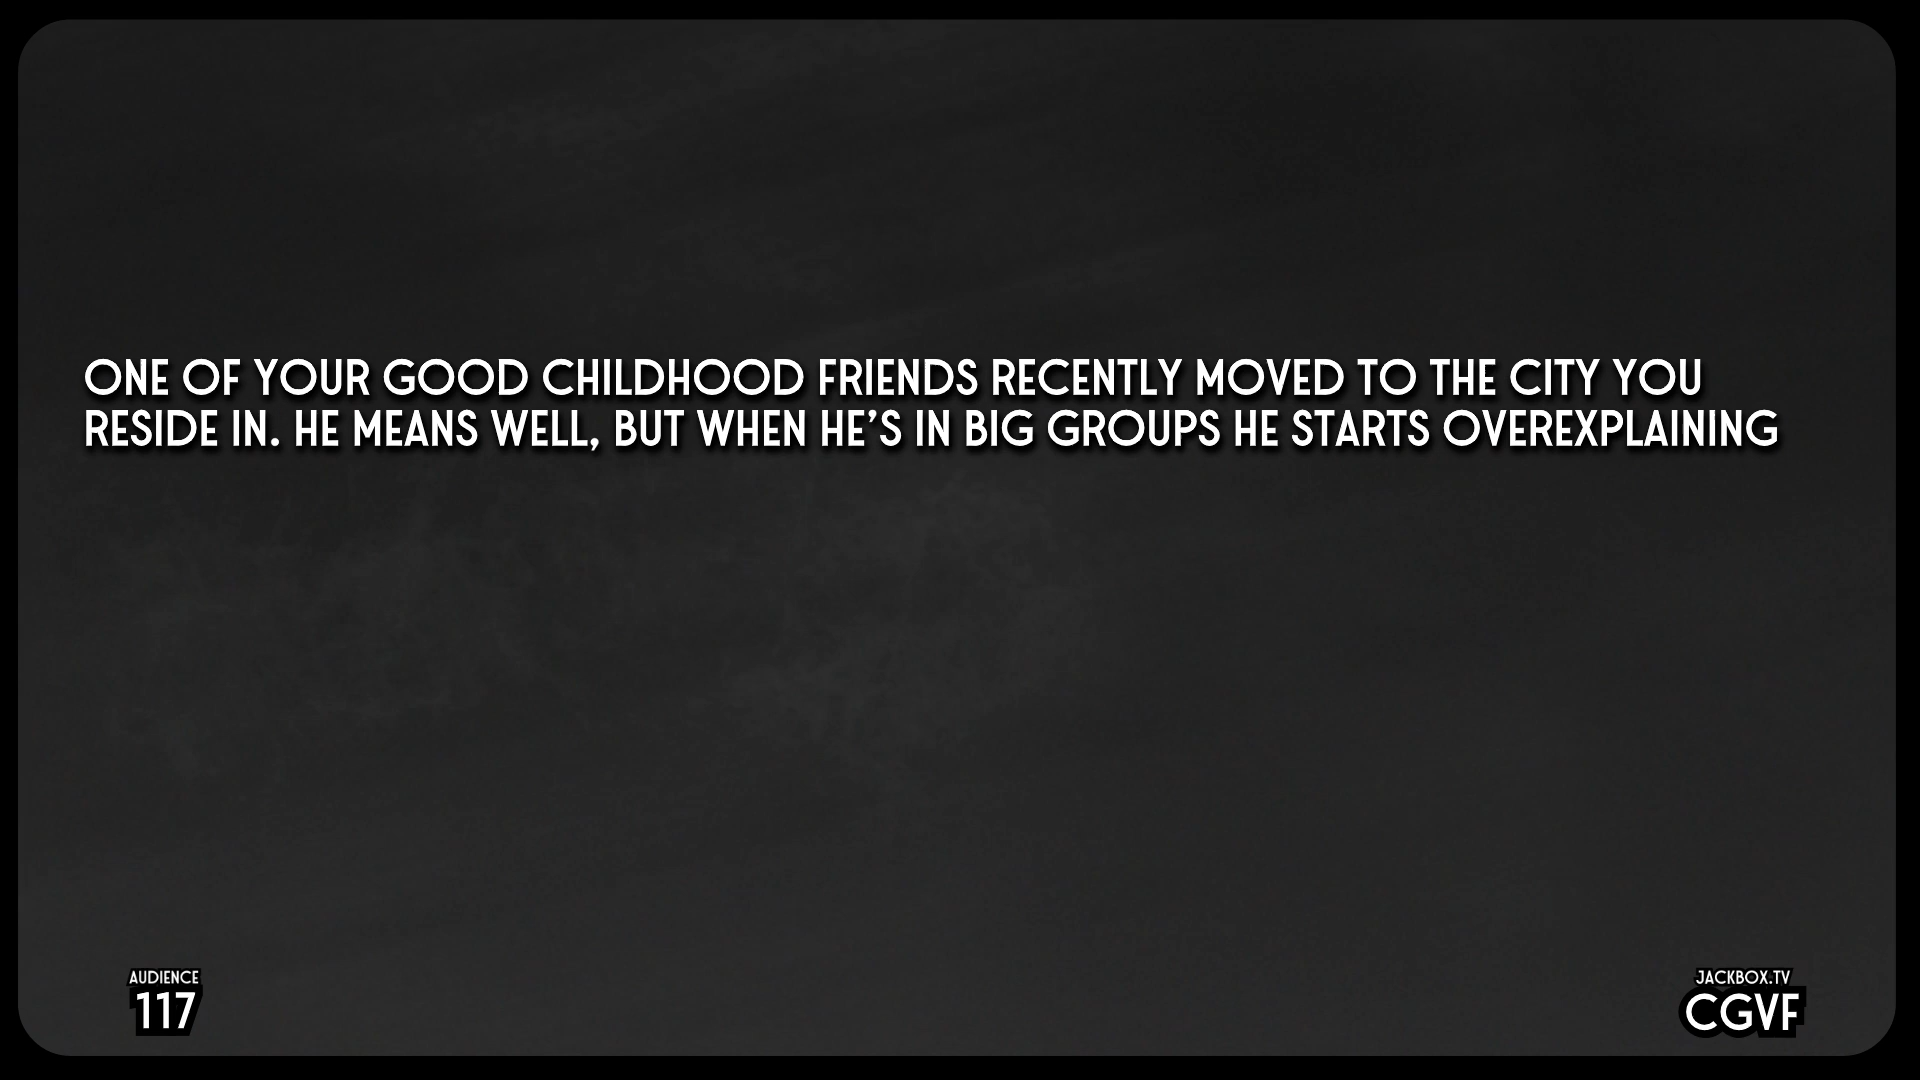 ONE OF YOUR GOOD CHILDHOOD FRIENDS RECENTLY MOVED TO THE CITY YOU
RESIDE IN. HE MEANS WELL, BUT WHEN HE’S IN BIG GROUPS HE STARTS OVEREXPLAINING
AUDIENCE
117
JACKBOX.TV
CGVF